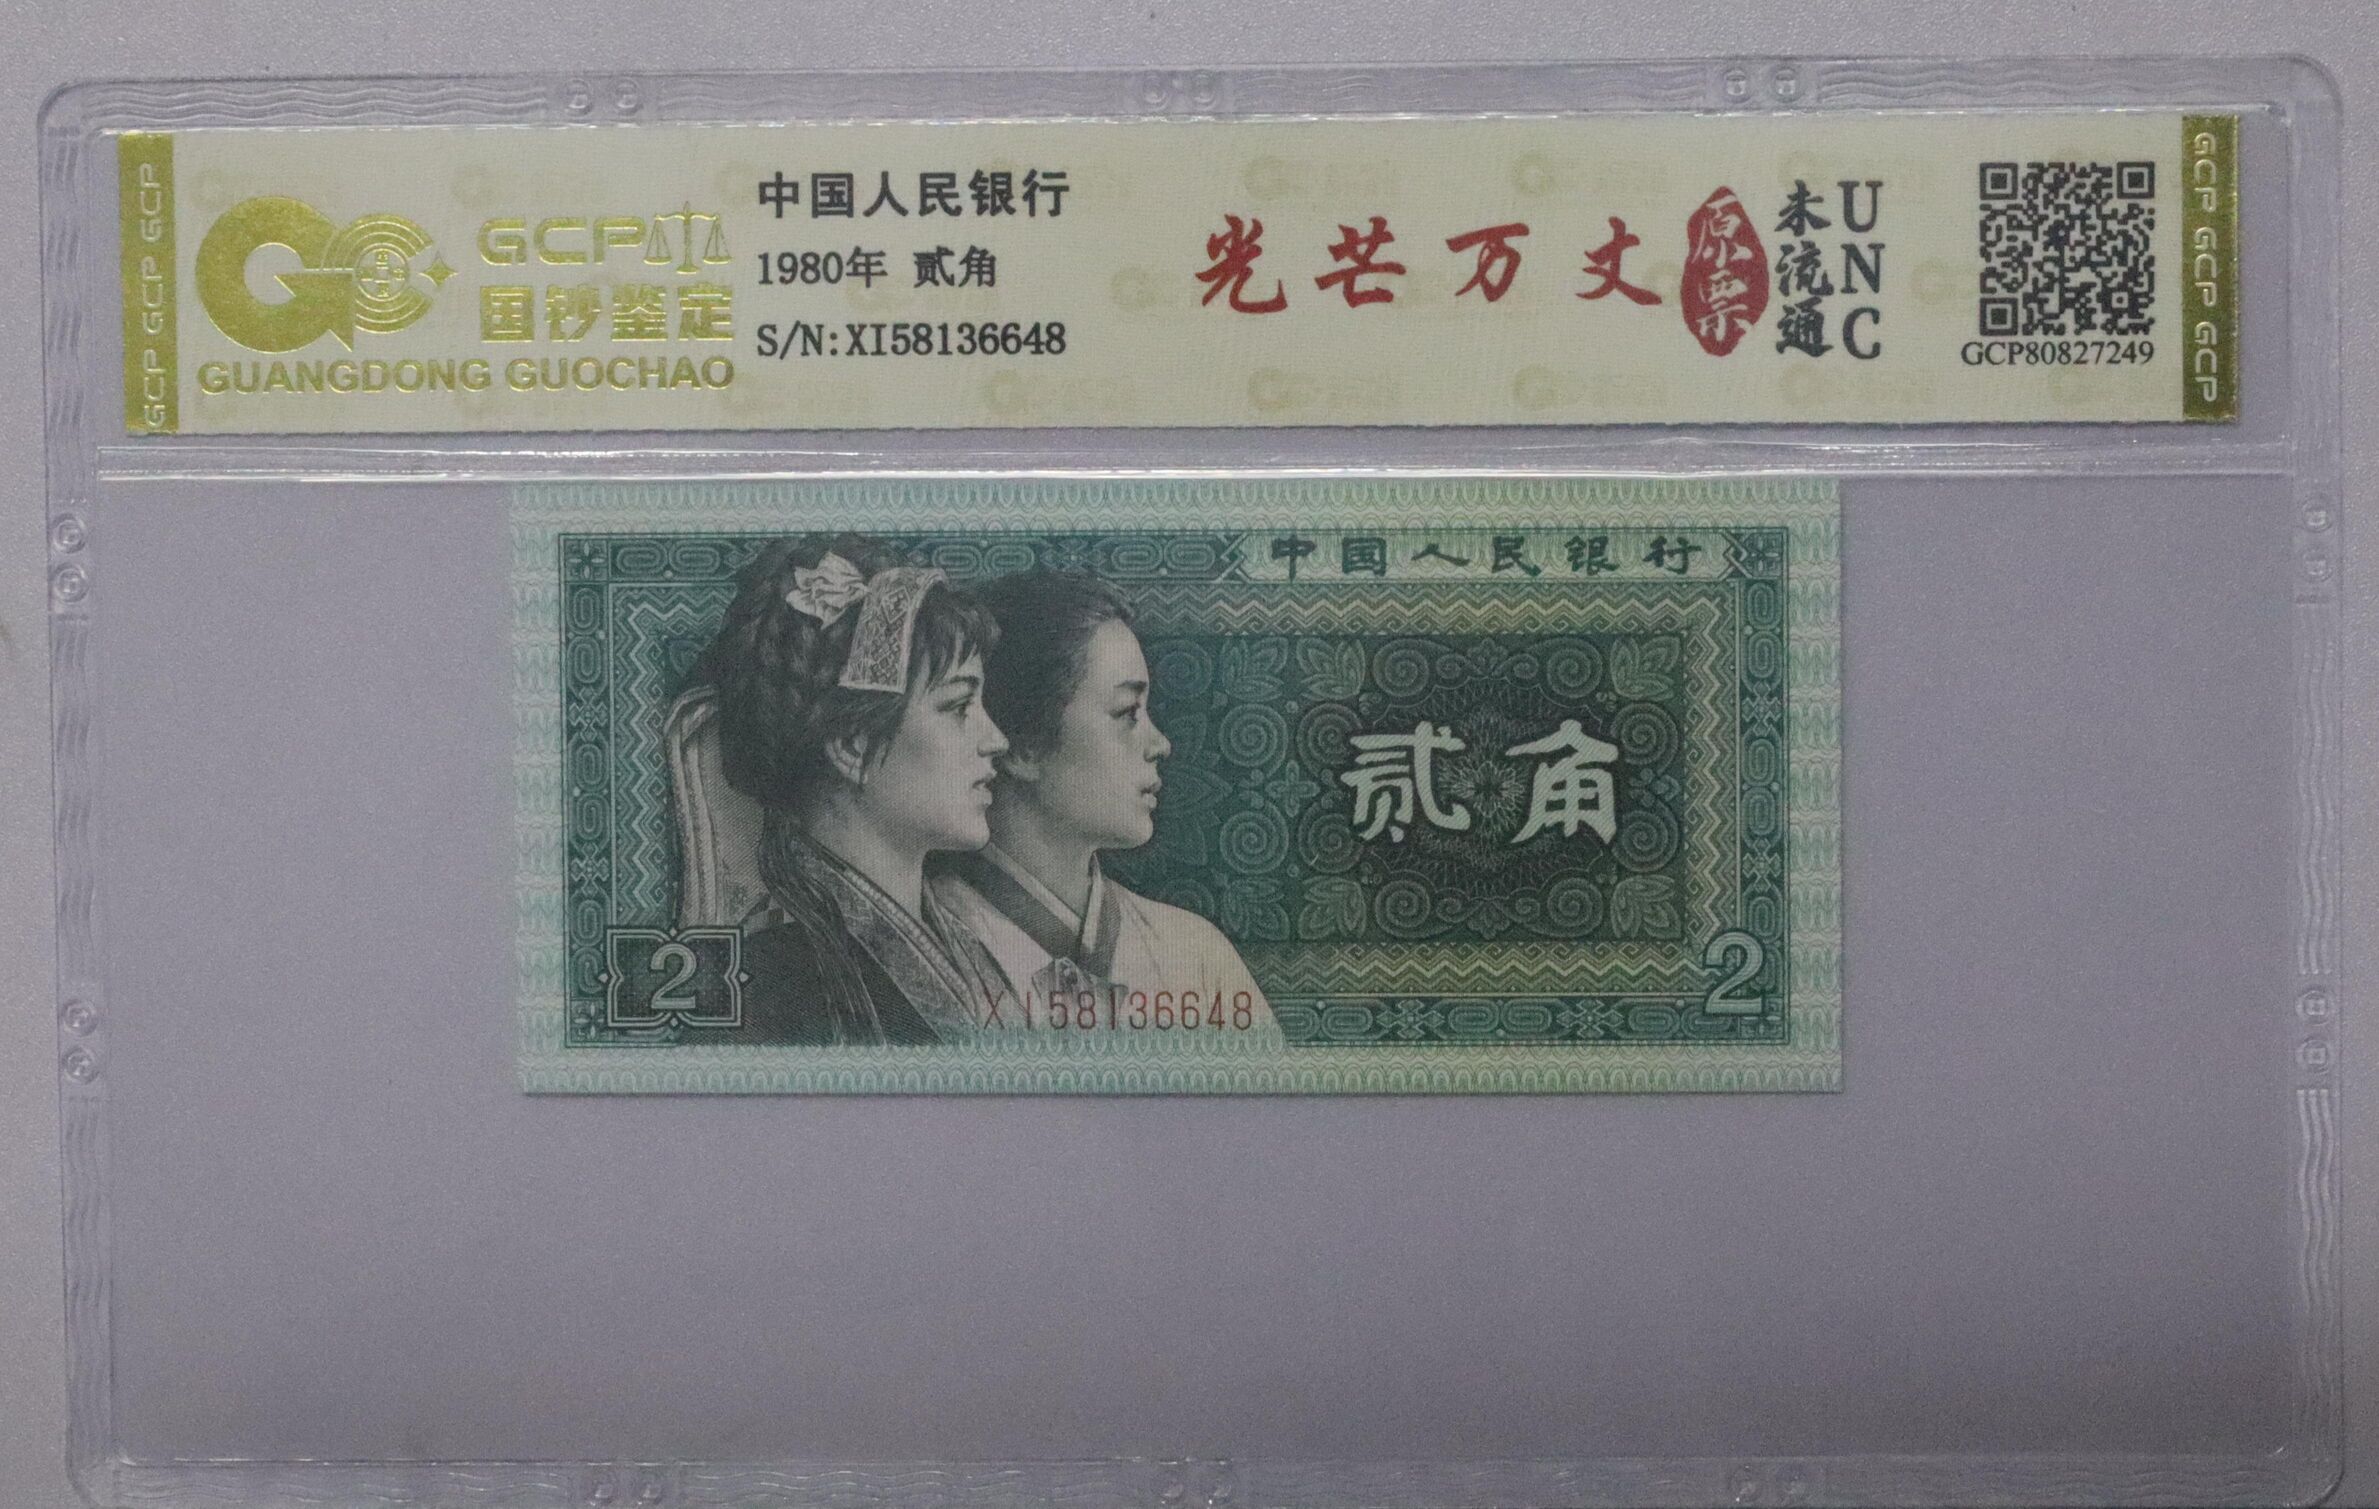 GCP GCP GCP
GCP
国钞鉴定
GUANGDONG GUOCHAO
中国人民银行
1980年 贰角
S/N:XI58136648
光芒万丈
原票
未流通
UNC
GCP80827249
GCP GCP GCP
中国人民银行
贰角
2
XI58136648
2